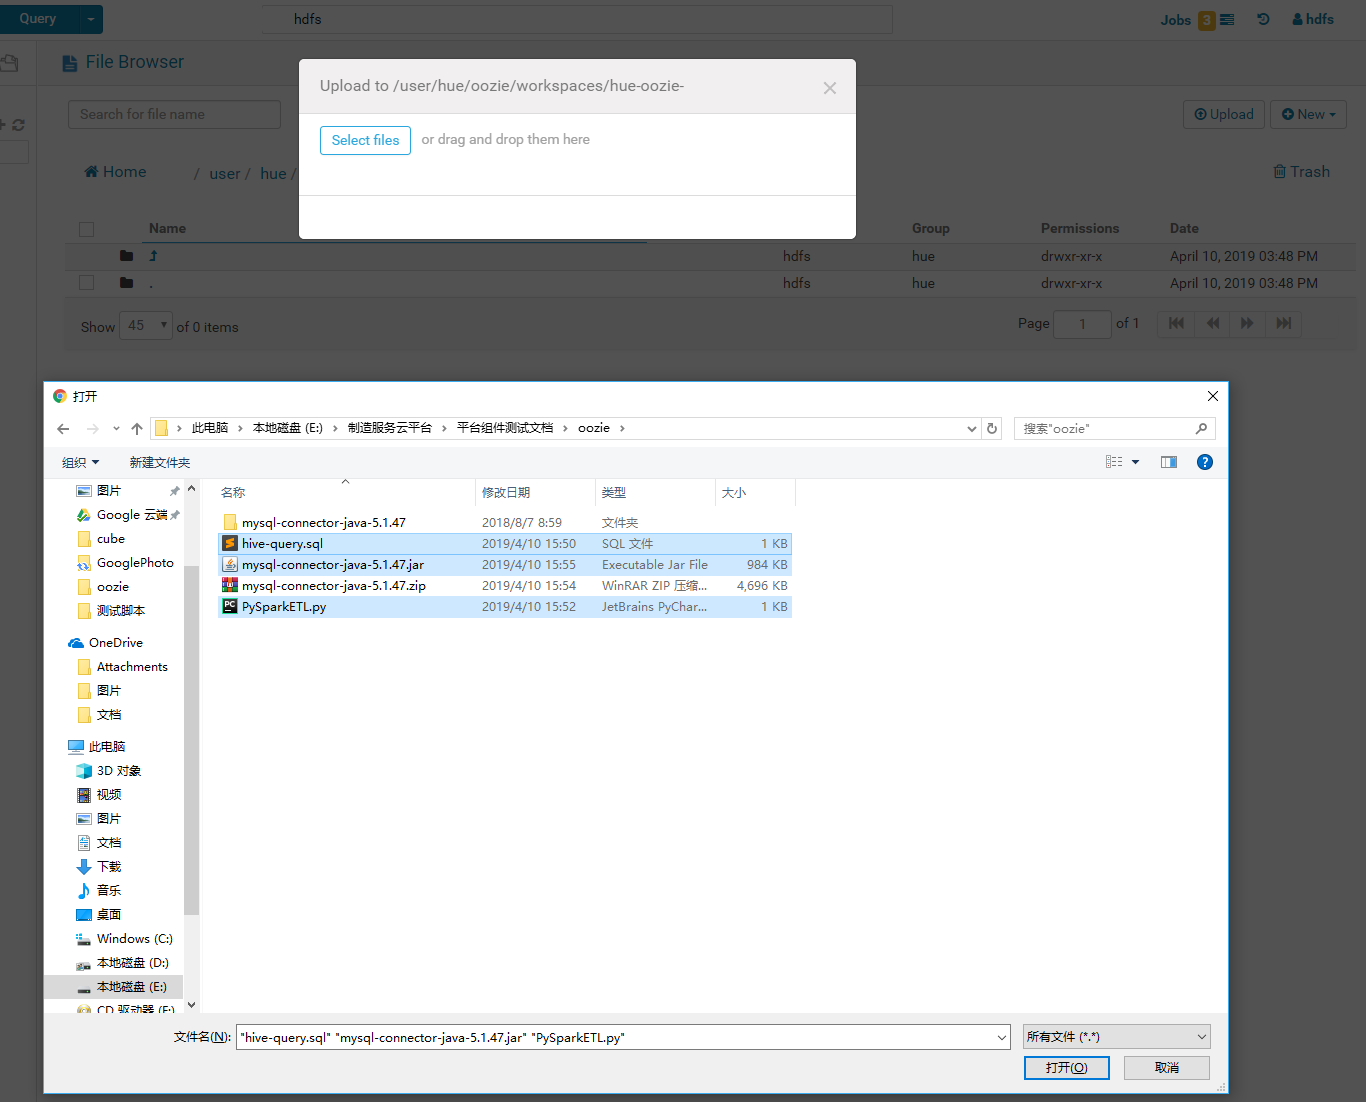 Query
hdfs
Jobs 3
hdfs
File Browser
Upload to /user/hue/oozie/workspaces/hue-oozie-
Search for file name
Select files or drag and drop them here
Upload
New
Home / user / hue /
Trash
Name Group Permissions Date
hdfs hue drwxr-xr-x April 10, 2019 03:48 PM
. hdfs hue drwxr-xr-x April 10, 2019 03:48 PM
Show 45 of 0 items
Page 1 of 1
打开
此电脑 › 本地磁盘 (E:) › 制造服务云平台 › 平台组件测试文档 › oozie ›
搜索"oozie"
组织 新建文件夹
名称 修改日期 类型 大小
mysql-connector-java-5.1.47 2018/8/7 8:59 文件夹
hive-query.sql 2019/4/10 15:50 SQL 文件 1 KB
mysql-connector-java-5.1.47.jar 2019/4/10 15:55 Executable Jar File 984 KB
mysql-connector-java-5.1.47.zip 2019/4/10 15:54 WinRAR ZIP 压缩... 4,696 KB
PySparkETL.py 2019/4/10 15:52 JetBrains PyChar... 1 KB
图片
Google 云端
cube
GooglePhoto
oozie
测试脚本
OneDrive
Attachments
图片
文档
此电脑
3D 对象
视频
图片
文档
下载
音乐
桌面
Windows (C:)
本地磁盘 (D:)
本地磁盘 (E:)
CD 驱动器 (F:)
文件名(N): "hive-query.sql" "mysql-connector-java-5.1.47.jar" "PySparkETL.py"
所有文件 (*.*)
打开(O) 取消